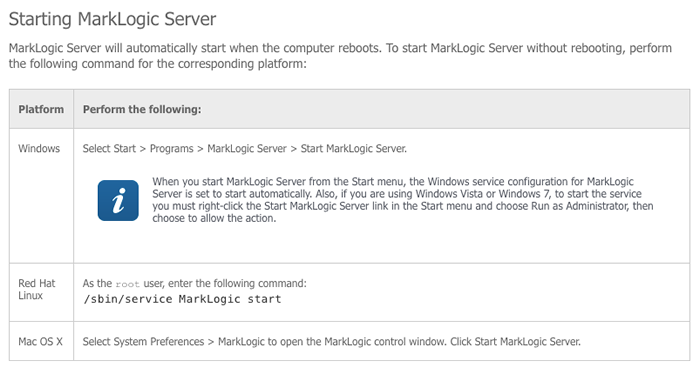 Starting MarkLogic Server
MarkLogic Server will automatically start when the computer reboots. To start MarkLogic Server without rebooting, perform
the following command for the corresponding platform:
Platform
Perform the following:
Windows
Select Start > Programs > MarkLogic Server > Start MarkLogic Server.
When you start MarkLogic Server from the Start menu, the Windows service configuration for MarkLogic
Server is set to start automatically. Also, if you are using Windows Vista or Windows 7, to start the service
you must right-click the Start MarkLogic Server link in the Start menu and choose Run as Administrator, then
choose to allow the action.
Red Hat
Linux
As the root user, enter the following command:
/sbin/service MarkLogic start
Mac OS X
Select System Preferences > MarkLogic to open the MarkLogic control window. Click Start MarkLogic Server.